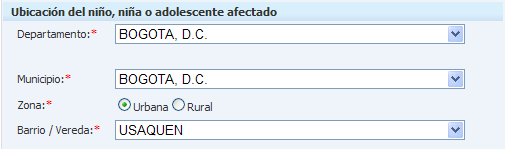 Ubicación del niño, niña o adolescente afectado
Departamento:* BOGOTA, D.C.
Municipio:* BOGOTA, D.C.
Zona:* Urbana Rural
Barrio / Vereda:* USAQUEN